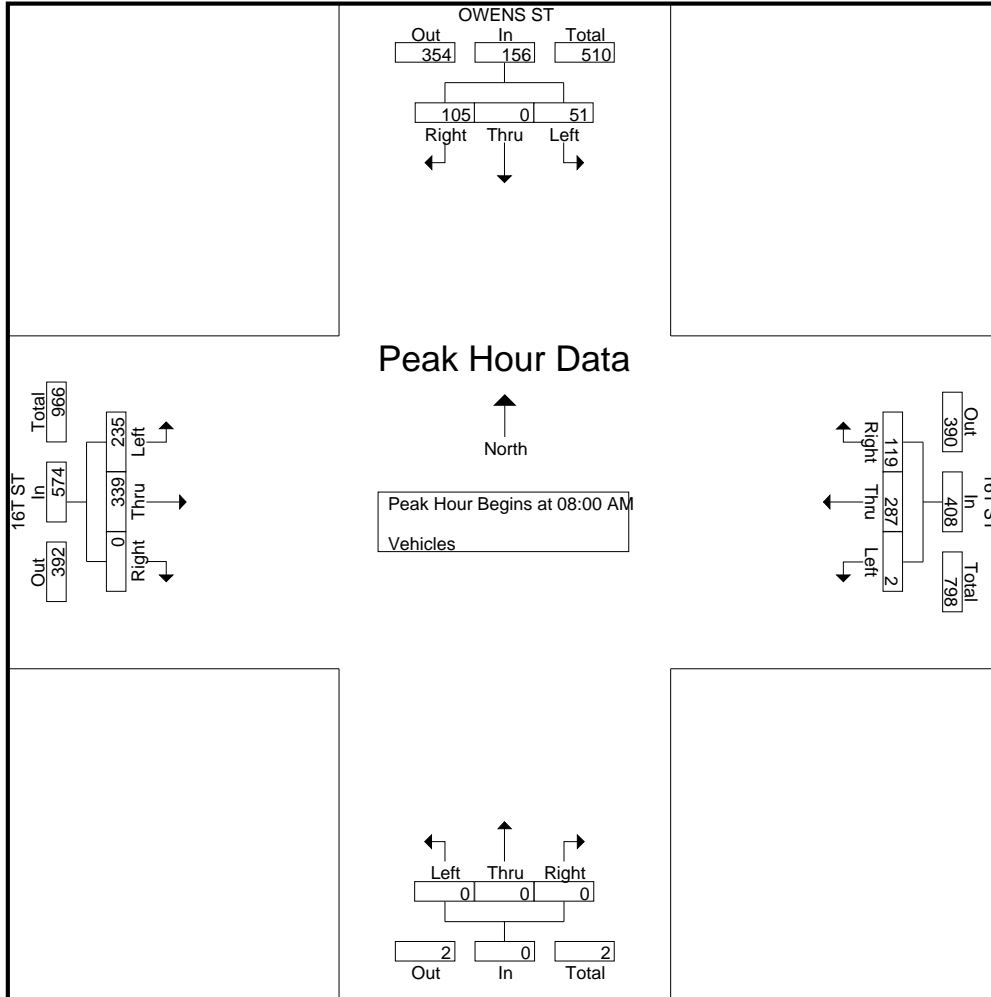 OWENS ST
Out In Total
354 156 510
105 0 51
Right Thru Left
Peak Hour Data
North
Peak Hour Begins at 08:00 AM
Vehicles
16T ST
Total In Out
966 574 392
235 339 0
Left Thru Right
Out In Total
390 408 798
119 287 2
Right Thru Left
Left Thru Right
0 0 0
2 0 2
Out In Total